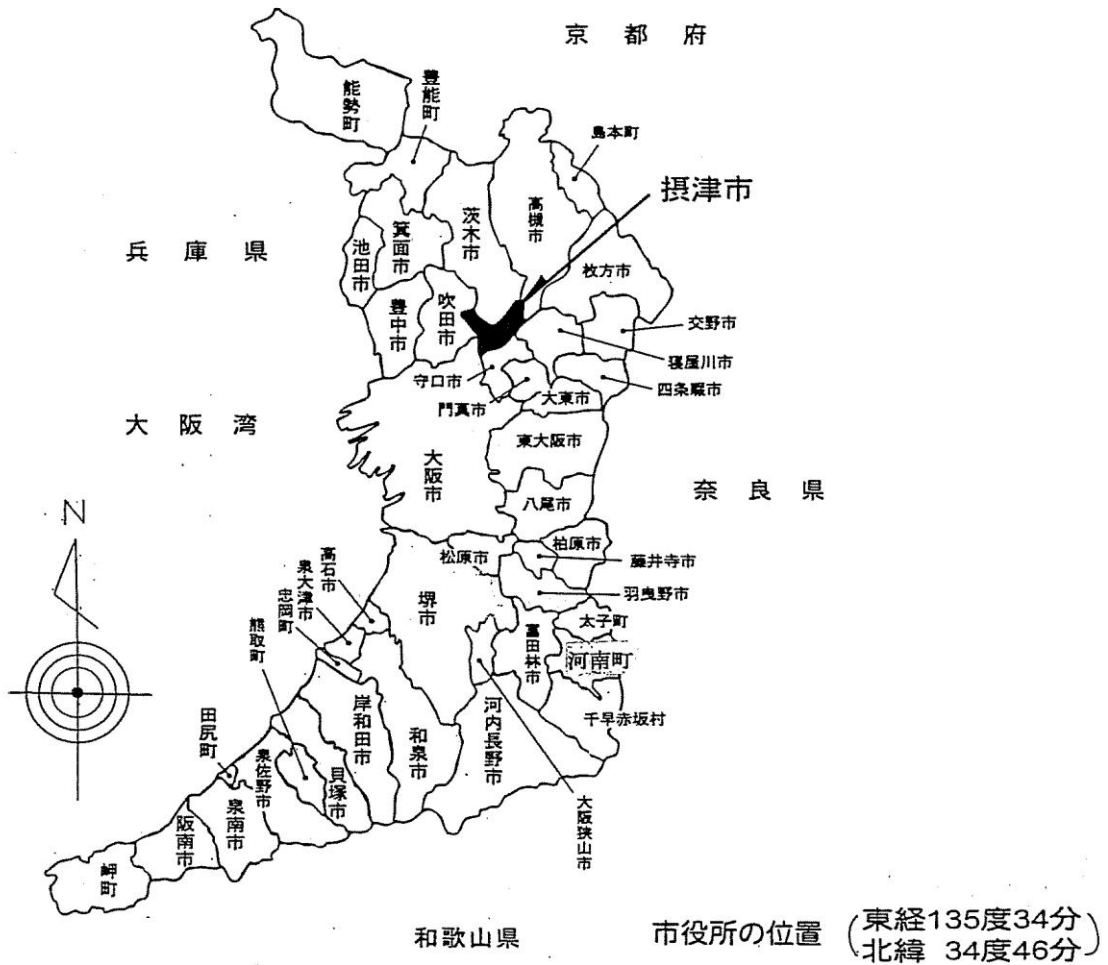 京都府
能勢町
豊能町
島本町
摂津市
高槻市
茨木市
兵庫県
池田市
箕面市
枚方市
豊中市
吹田市
交野市
寝屋川市
守口市
四条畷市
門真市
大東市
大阪湾
東大阪市
大阪市
奈良県
八尾市
N
柏原市
松原市
藤井寺市
高石市
泉大津市
忠岡町
熊取町
堺市
羽曳野市
太子町
富田林市
河南町
千早赤坂村
岸和田市
和泉市
河内長野市
田尻町
泉佐野市
貝塚市
大阪狭山市
泉南市
阪南市
岬町
和歌山県
市役所の位置
東経135度34分
北緯 34度46分